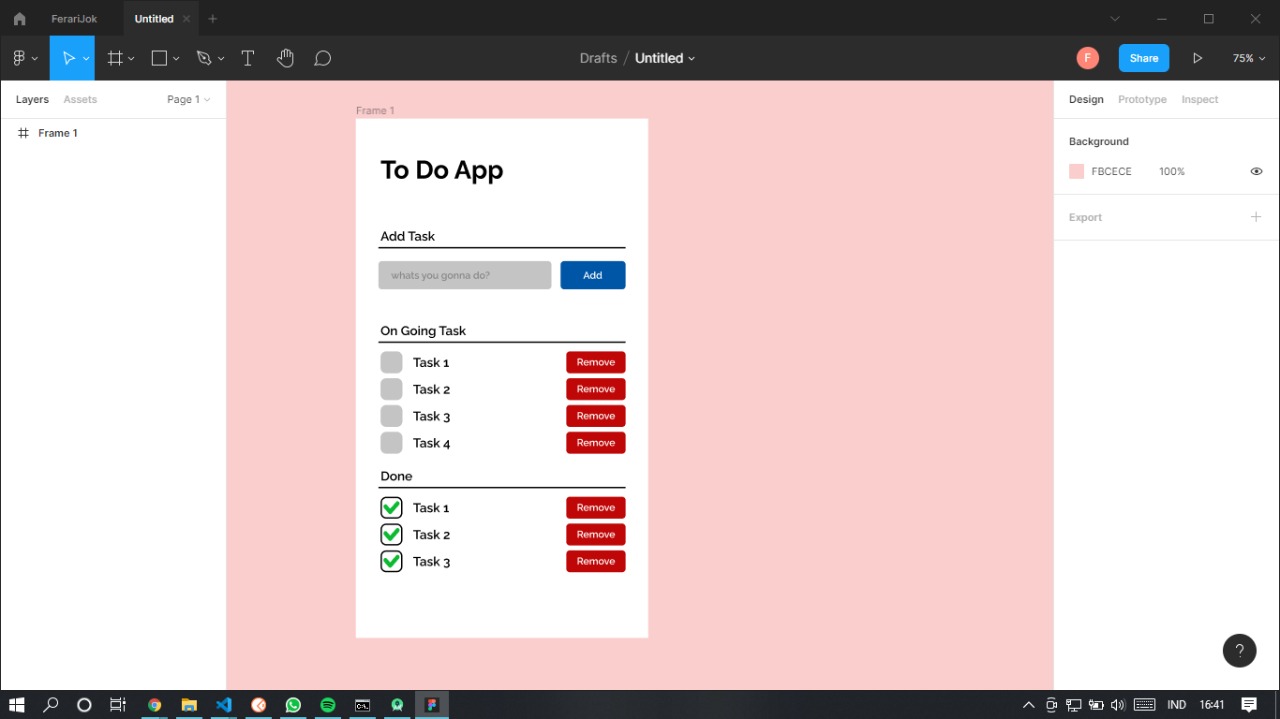 FerariJok
Untitled
Drafts / Untitled
F
Share
75%
Layers
Assets
Page 1
Frame 1
Frame 1
To Do App
Add Task
whats you gonna do?
Add
On Going Task
Task 1 Remove
Task 2 Remove
Task 3 Remove
Task 4 Remove
Done
Task 1 Remove
Task 2 Remove
Task 3 Remove
Design
Prototype
Inspect
Background
FBCECE 100%
Export
?
IND
16:41